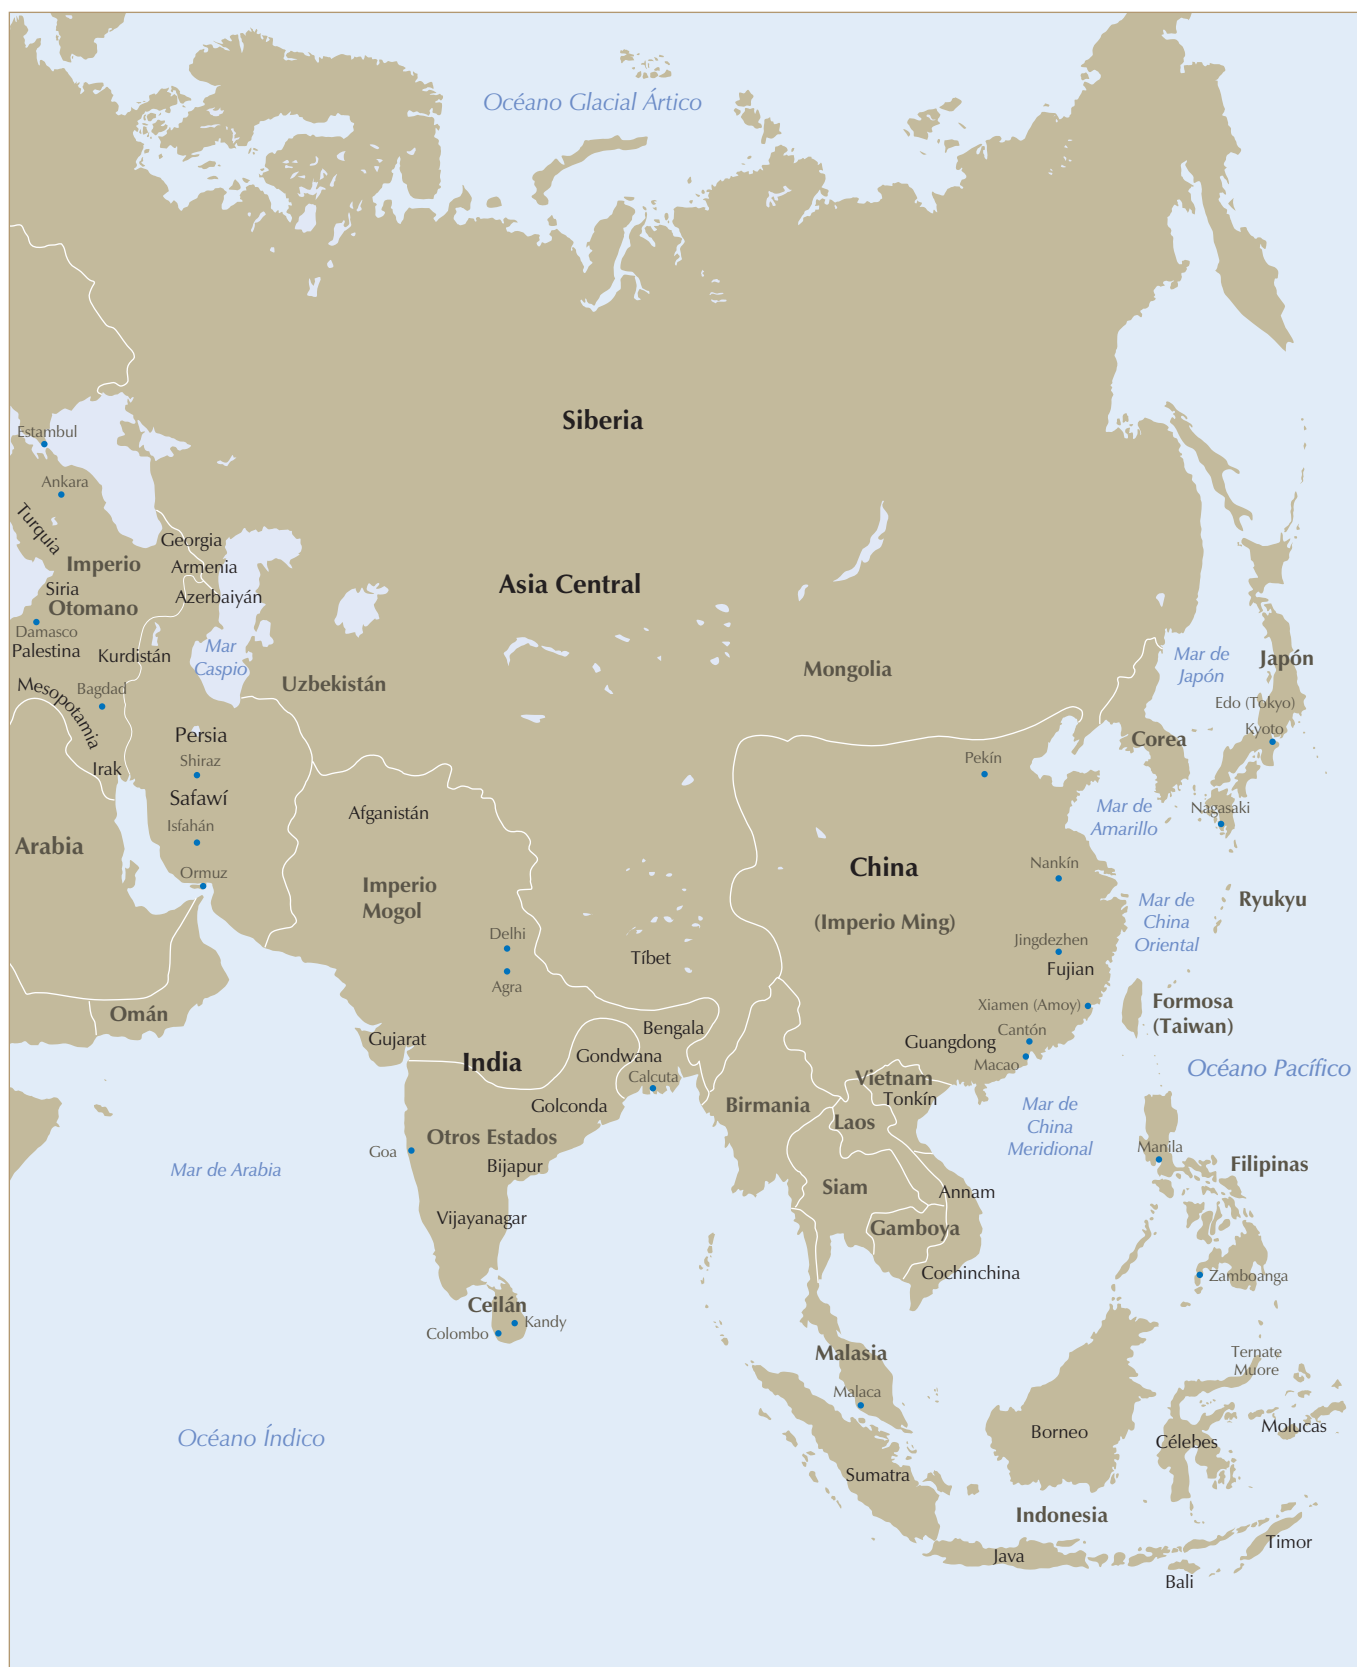 Océano Glacial Ártico
Siberia
Estambul
Ankara
Turquía
Georgia
Imperio
Armenia
Asia Central
Siria
Azerbaiyán
Otomano
Damasco
Palestina
Kurdistán
Mar
Caspio
Mongolia
Mar de
Japón
Japón
Uzbekistán
Mesopotamia
Bagdad
Edo (Tokyo)
Kyoto
Persia
Corea
Shiraz
Pekín
Irak
Safawí
Afganistán
Mar de
Amarillo
Nagasaki
Isfahán
Arabia
Ormuz
China
Nankín
Imperio
Mogol
Ryukyu
(Imperio Ming)
Mar de
China
Oriental
Delhi
Jingdezhen
Tíbet
Fujian
Agra
Omán
Xiamen (Amoy)
Formosa
(Taiwan)
Bengala
Gujarat
Cantón
Guangdong
India
Gondwana
Macao
Océano Pacífico
Calcuta
Vietnam
Tonkín
Golconda
Birmania
Mar de
China
Meridional
Laos
Otros Estados
Goa
Manila
Mar de Arabia
Bijapur
Filipinas
Siam
Annam
Vijayanagar
Gamboya
Cochinchina
Zamboanga
Ceilán
Kandy
Colombo
Malasia
Ternate
Muore
Malaca
Océano Índico
Borneo
Célebes
Molucas
Sumatra
Indonesia
Java
Timor
Bali